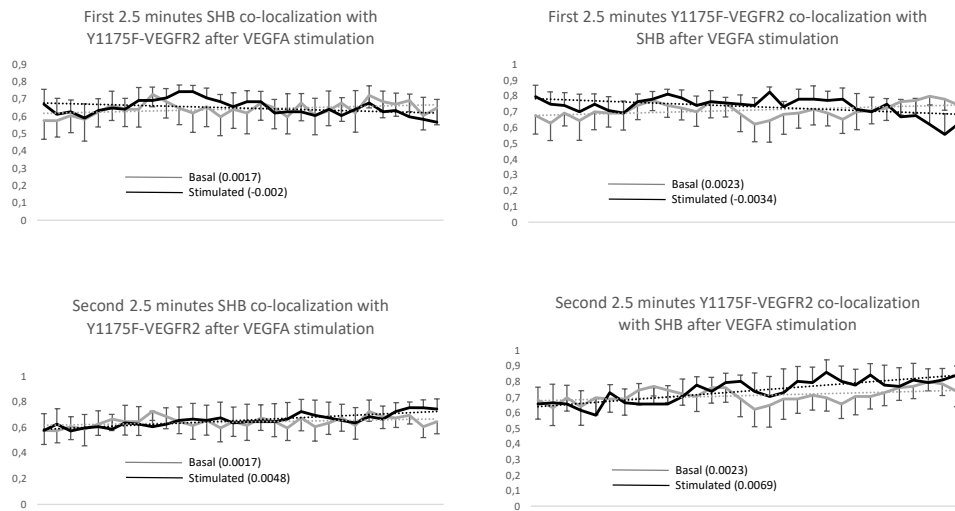 First 2.5 minutes SHB co-localization with
Y1175F-VEGFR2 after VEGFA stimulation
0,9
0,8
0,7
0,6
0,5
0,4
0,3
0,2
0,1
0
Basal (0.0017)
Stimulated (-0.002)
First 2.5 minutes Y1175F-VEGFR2 co-localization with
SHB after VEGFA stimulation
1
0,9
0,8
0,7
0,6
0,5
0,4
0,3
0,2
0,1
0
Basal (0.0023)
Stimulated (-0.0034)
Second 2.5 minutes SHB co-localization with
Y1175F-VEGFR2 after VEGFA stimulation
1
0,8
0,6
0,4
0,2
0
Basal (0.0017)
Stimulated (0.0048)
Second 2.5 minutes Y1175F-VEGFR2 co-localization
with SHB after VEGFA stimulation
1
0,9
0,8
0,7
0,6
0,5
0,4
0,3
0,2
0,1
0
Basal (0.0023)
Stimulated (0.0069)